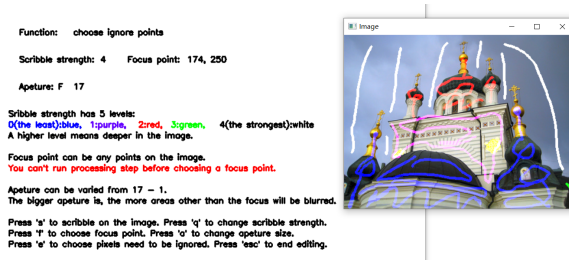 Function: choose ignore points
Scribble strength: 4 Focus point: 174, 250
Apeture: F 17
Sribble strength has 5 levels:
0(the least):blue, 1:purple, 2:red, 3:green, 4(the strongest):white
A higher level means deeper in the image.
Focus point can be any points on the image.
You can't run processing step before choosing a focus point.
Apeture can be varied from 17 - 1.
The bigger apeture is, the more areas other than the focus will be blurred.
Press 's' to scribble on the image. Press 'q' to change scribble strength.
Press 'f' to choose focus point. Press 'a' to change apeture size.
Press 'e' to choose pixels need to be ignored. Press 'esc' to end editing.
Image